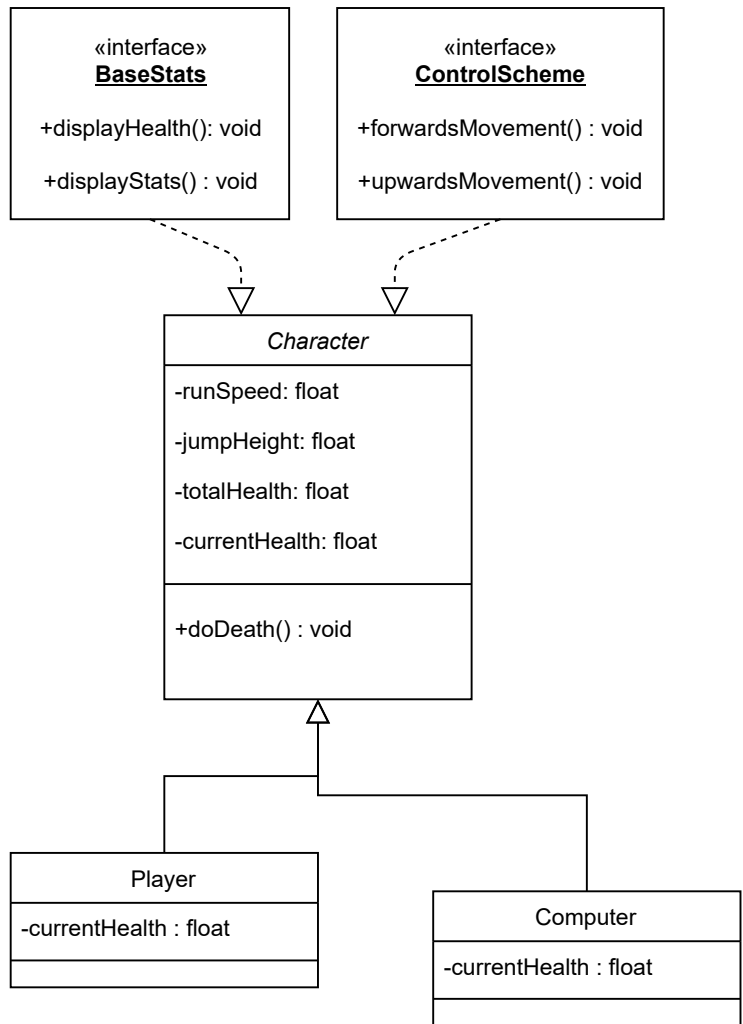 «interface»
BaseStats
+displayHealth(): void
+displayStats() : void
«interface»
ControlScheme
+forwardsMovement() : void
+upwardsMovement() : void
Character
-runSpeed: float
-jumpHeight: float
-totalHealth: float
-currentHealth: float
+doDeath() : void
Player
-currentHealth : float
Computer
-currentHealth : float